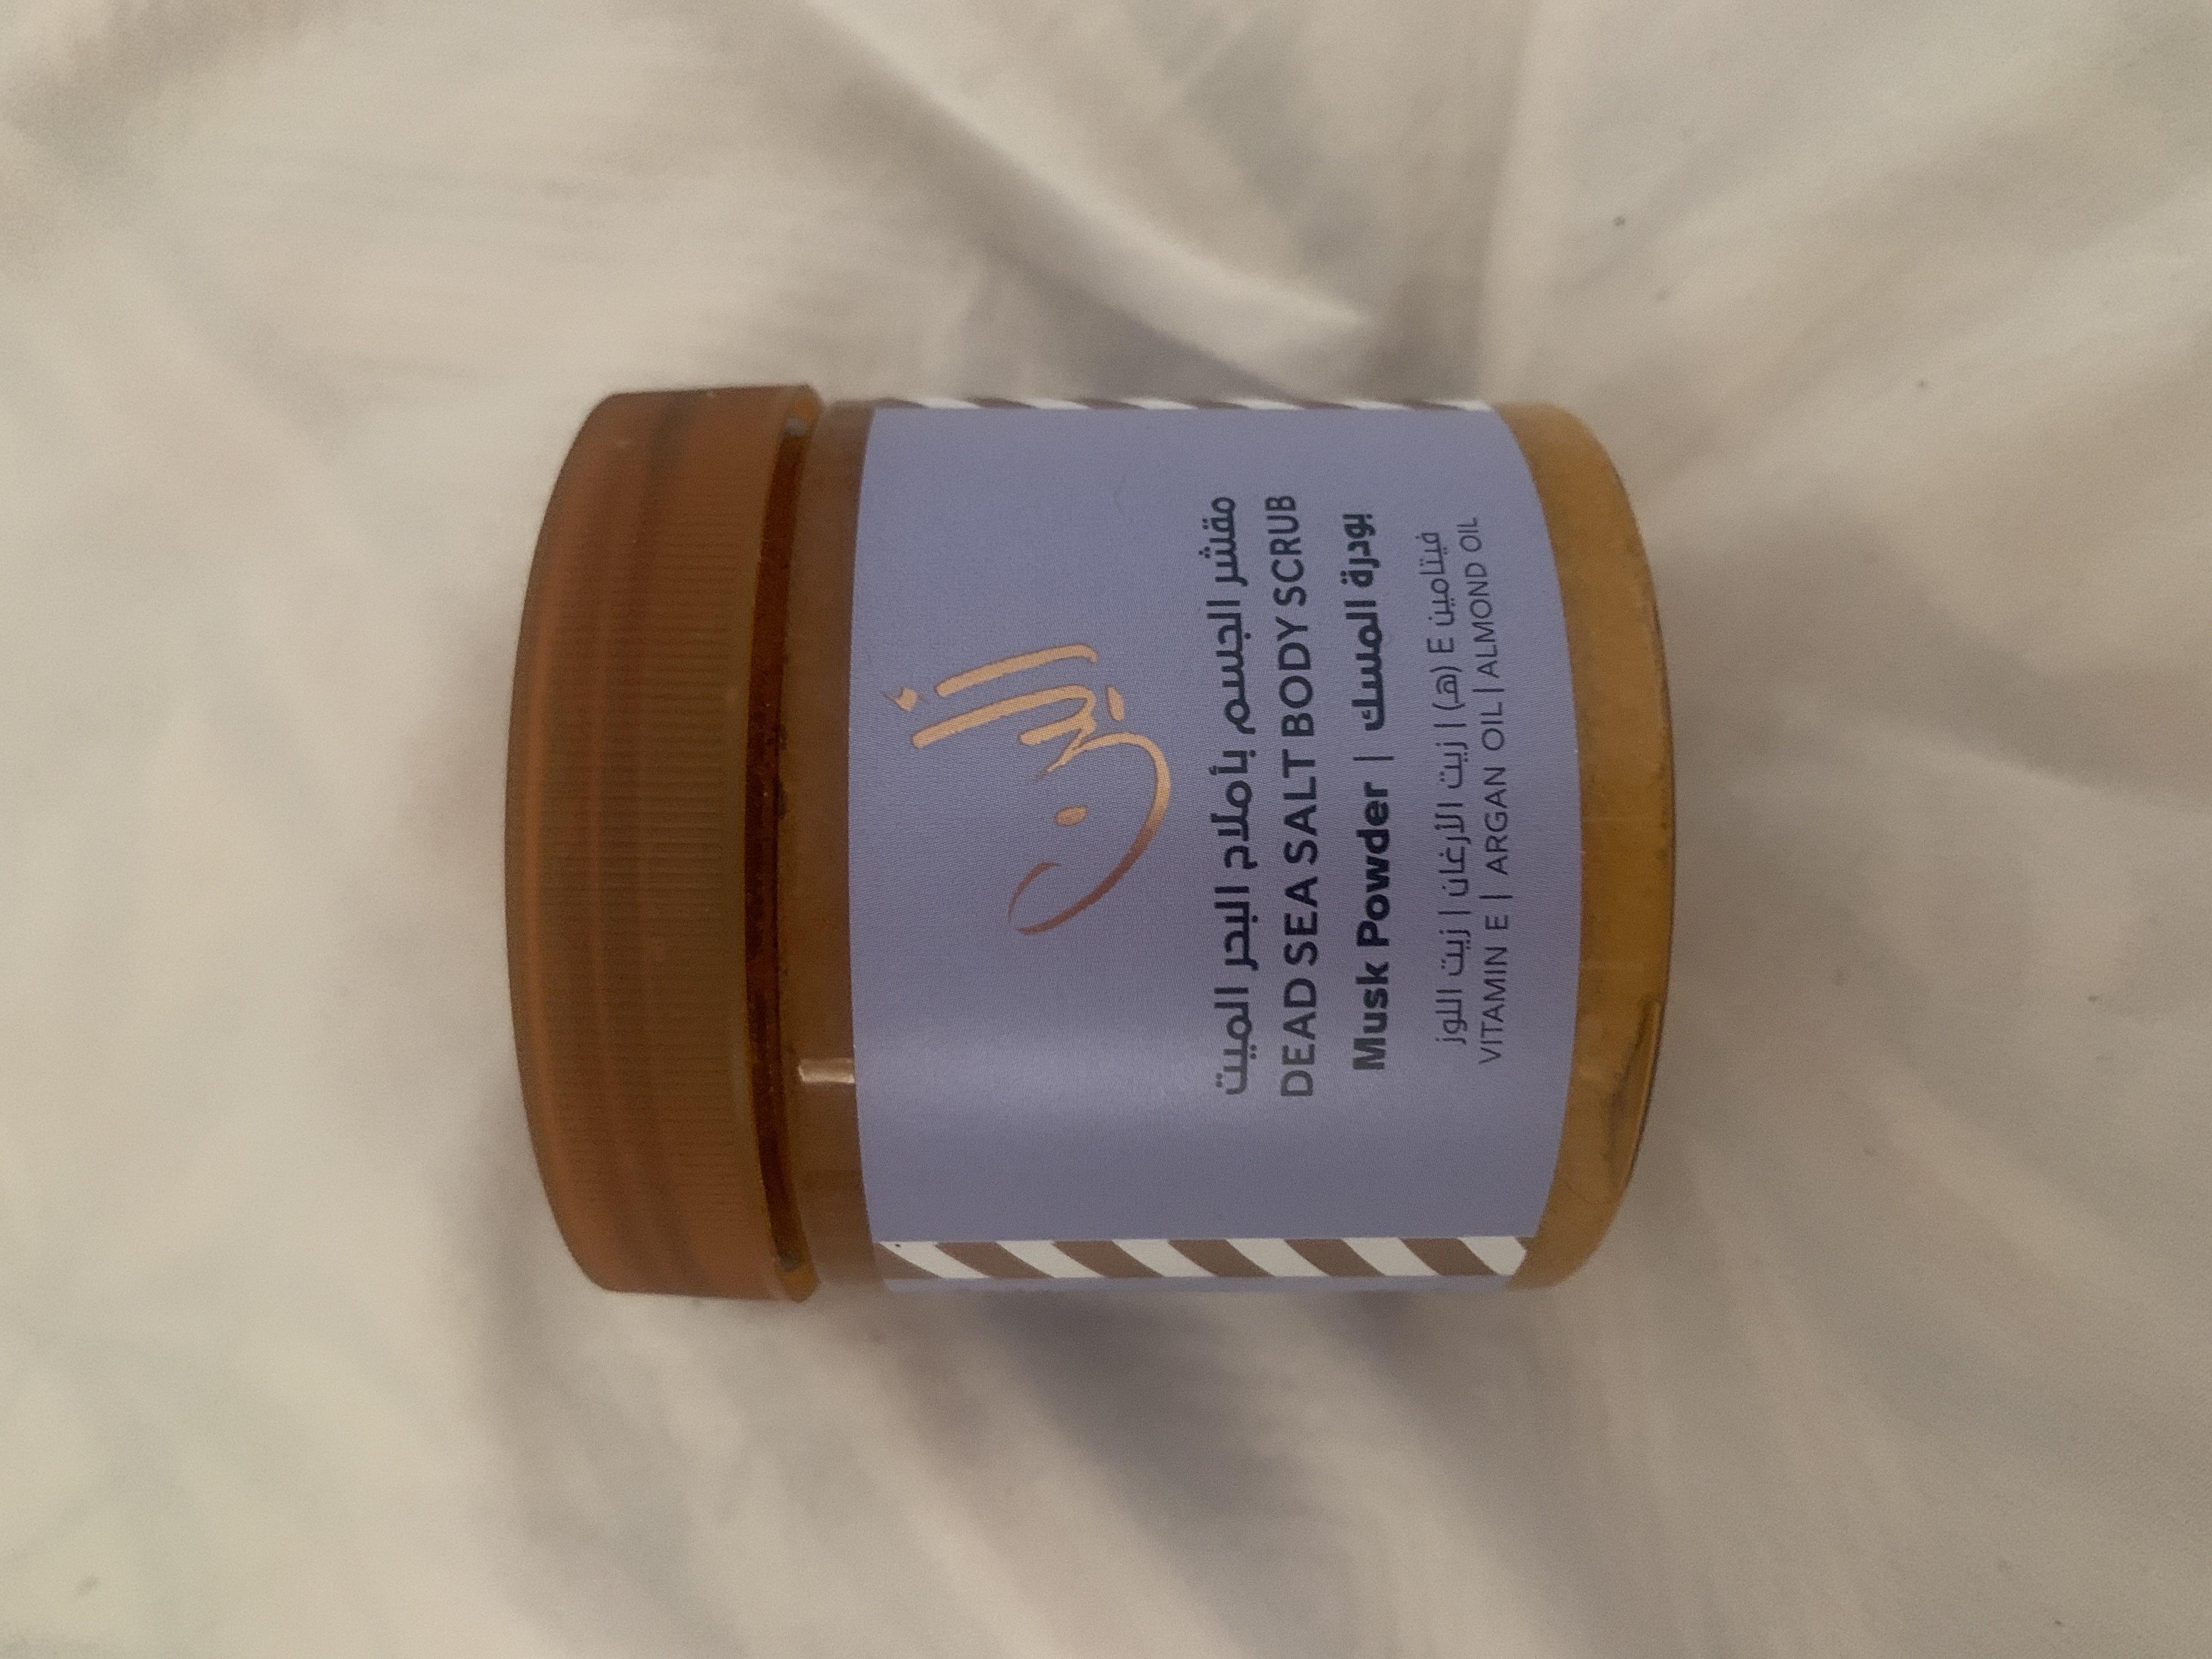 الزين
مقشر الجسم بأملاح البحر الميت
DEAD SEA SALT BODY SCRUB
Musk Powder | بودرة المسك
فيتامين E (هـ) | زيت الأرغان | زيت اللوز
VITAMIN E | ARGAN OIL | ALMOND OIL